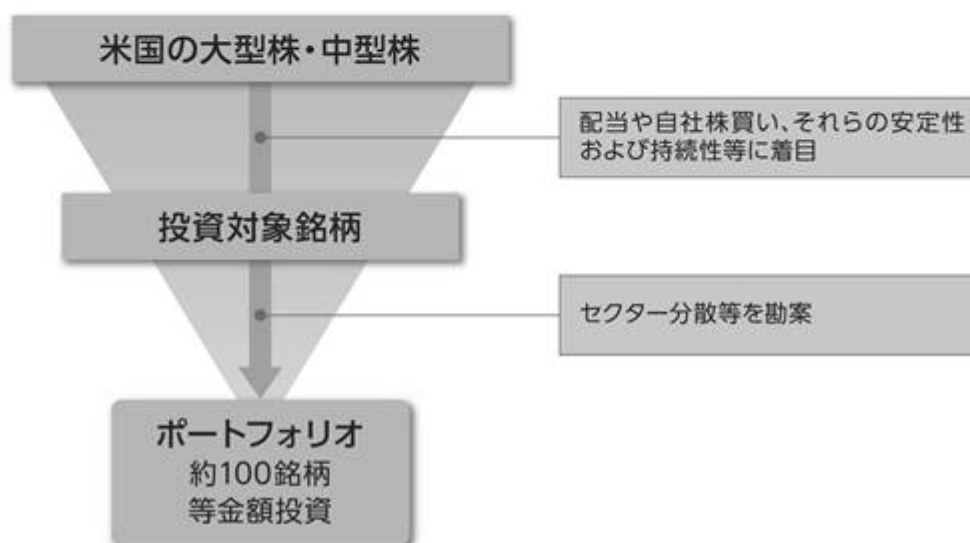 米国の大型株・中型株
配当や自社株買い、それらの安定性
および持続性等に着目
投資対象銘柄
セクター分散等を勘案
ポートフォリオ
約100銘柄
等金額投資